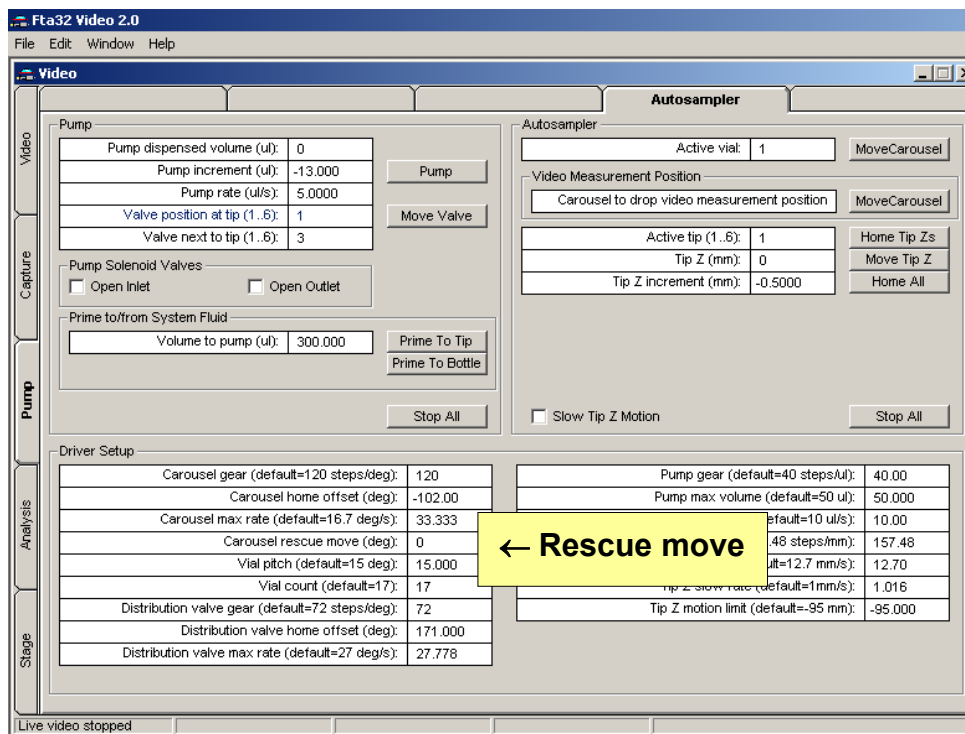 Fta32 Video 2.0
File Edit Window Help
Video
Autosampler
Video
Capture
Pump
Analysis
Stage
Pump
Pump dispensed volume (ul): 0
Pump increment (ul): -13.000 Pump
Pump rate (ul/s): 5.0000
Valve position at tip (1..6): 1 Move Valve
Valve next to tip (1..6): 3
Pump Solenoid Valves
Open Inlet Open Outlet
Prime to/from System Fluid
Volume to pump (ul): 300.000 Prime To Tip
Prime To Bottle
Stop All
Autosampler
Active vial: 1 MoveCarousel
Video Measurement Position
Carousel to drop video measurement position MoveCarousel
Active tip (1..6): 1 Home Tip Zs
Tip Z (mm): 0 Move Tip Z
Tip Z increment (mm): -0.5000 Home All
Slow Tip Z Motion Stop All
Driver Setup
Carousel gear (default=120 steps/deg): 120
Carousel home offset (deg): -102.00
Carousel max rate (default=16.7 deg/s): 33.333
Carousel rescue move (deg): 0
Vial pitch (default=15 deg): 15.000
Vial count (default=17): 17
Distribution valve gear (default=72 steps/deg): 72
Distribution valve home offset (deg): 171.000
Distribution valve max rate (default=27 deg/s): 27.778
Pump gear (default=40 steps/ul): 40.00
Pump max volume (default=50 ul): 50.000
efault=10 ul/s): 10.00
.48 steps/mm): 157.48
ult=12.7 mm/s): 12.70
Tip Z slow rate (default=1mm/s): 1.016
Tip Z motion limit (default=-95 mm): -95.000
← Rescue move
Live video stopped